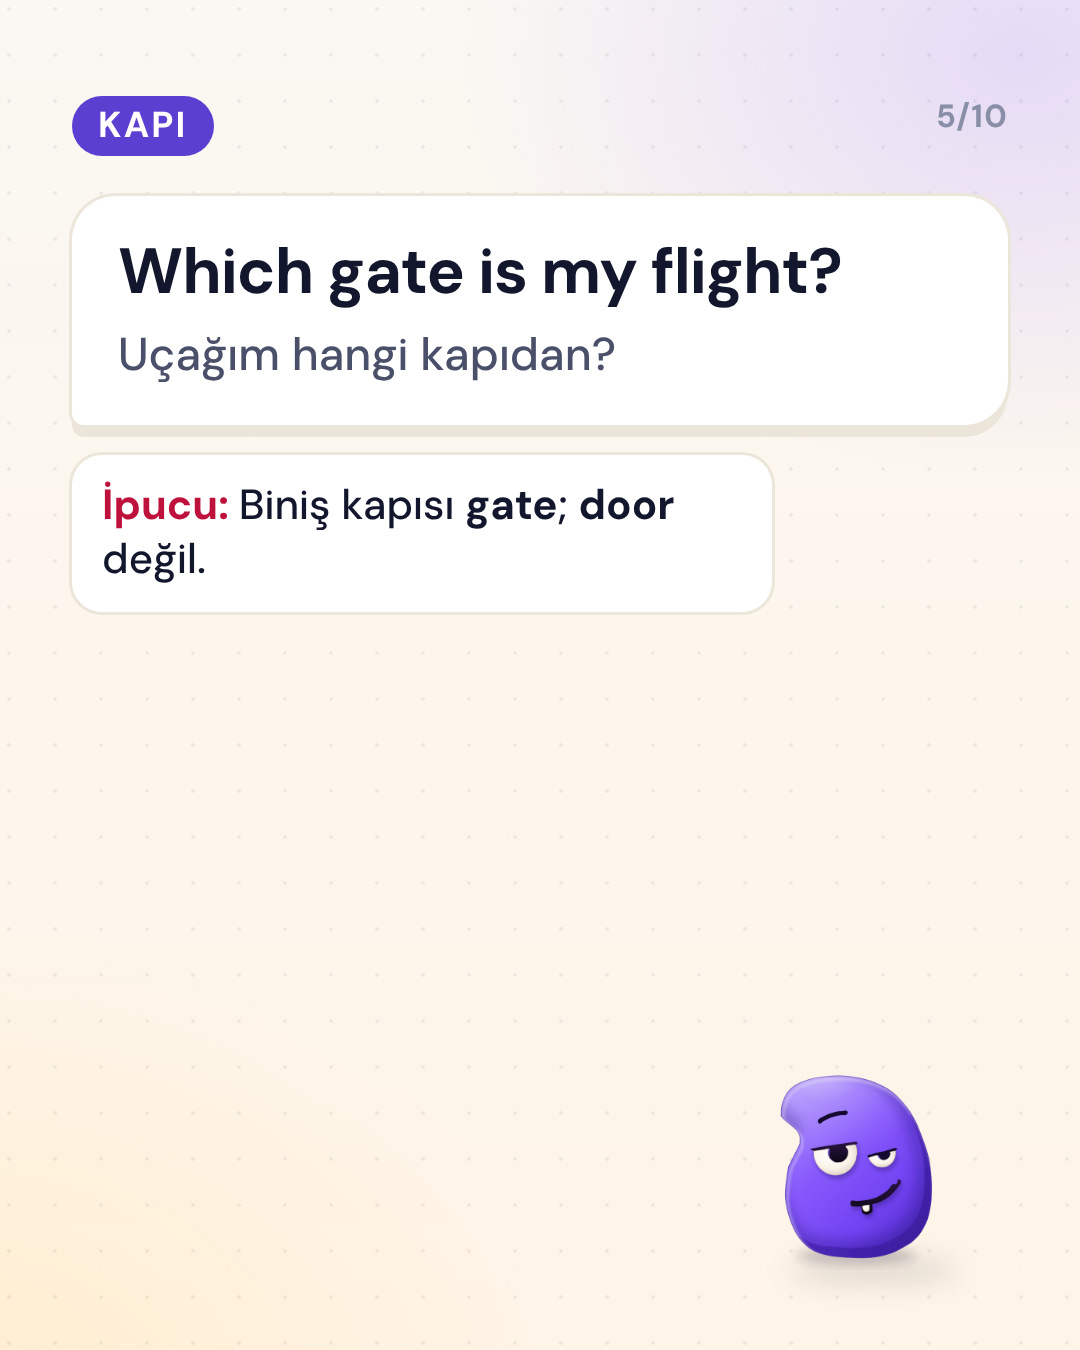 KAPI
5/10
Which gate is my flight?
Uçağım hangi kapıdan?
İpucu: Biniş kapısı gate; door
değil.